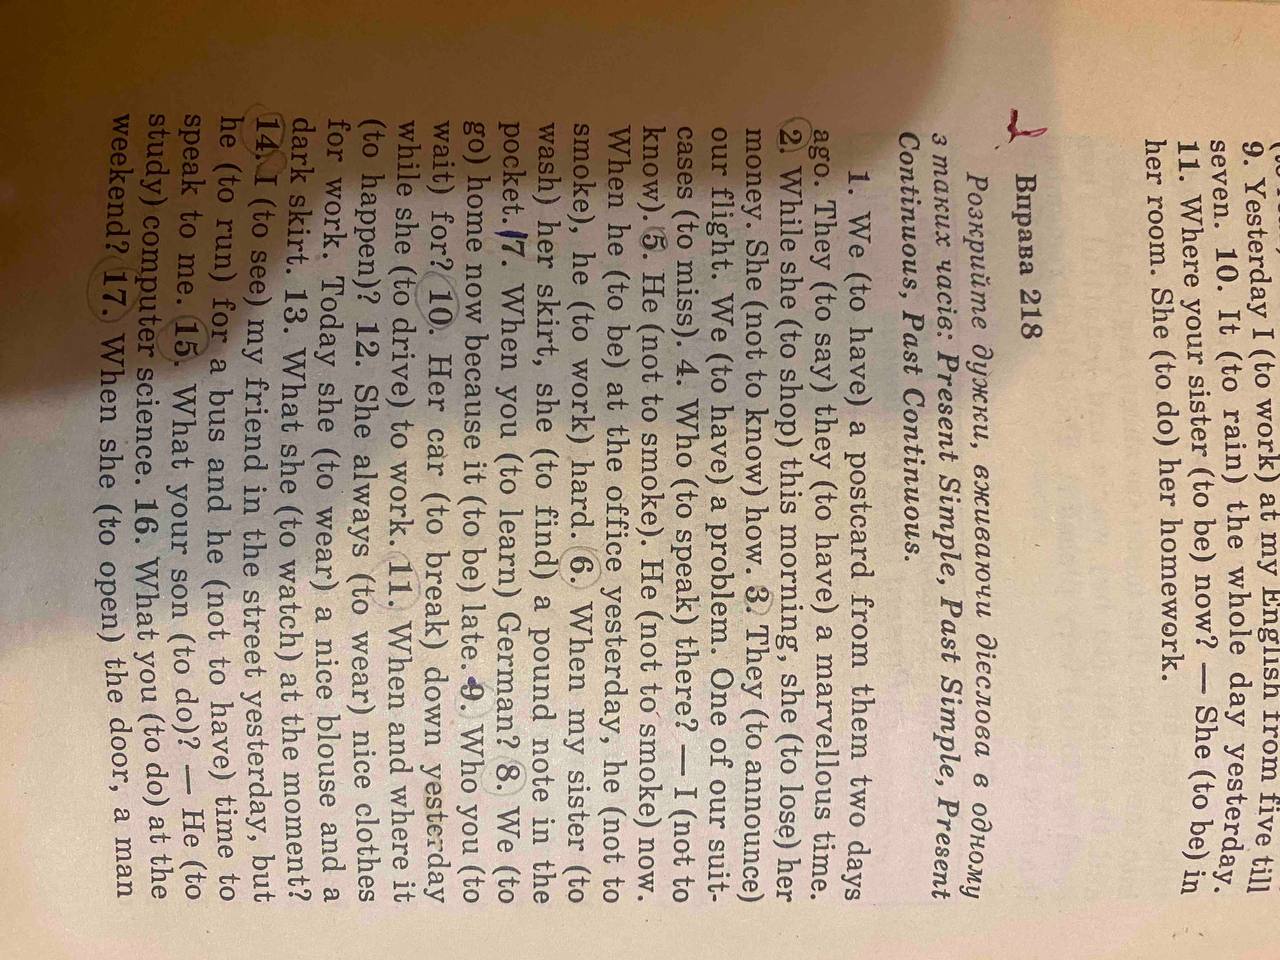 9. Yesterday I (to work) at my English from five till
seven. 10. It (to rain) the whole day yesterday.
11. Where your sister (to be) now? — She (to be) in
her room. She (to do) her homework.
Вправа 218
Розкрийте дужки, вживаючи дієслова в одному
з таких часів: Present Simple, Past Simple, Present
Continuous, Past Continuous.
1. We (to have) a postcard from them two days
ago. They (to say) they (to have) a marvellous time.
2. While she (to shop) this morning, she (to lose) her
money. She (not to know) how. 3. They (to announce)
our flight. We (to have) a problem. One of our suit-
cases (to miss). 4. Who (to speak) there? — I (not to
know). 5. He (not to smoke). He (not to smoke) now.
When he (to be) at the office yesterday, he (not to
smoke), he (to work) hard. 6. When my sister (to
wash) her skirt, she (to find) a pound note in the
pocket. 7. When you (to learn) German? 8. We (to
go) home now because it (to be) late. 9. Who you (to
wait) for? 10. Her car (to break) down yesterday
while she (to drive) to work. 11. When and where it
(to happen)? 12. She always (to wear) nice clothes
for work. Today she (to wear) a nice blouse and a
dark skirt. 13. What she (to watch) at the moment?
14. I (to see) my friend in the street yesterday, but
he (to run) for a bus and he (not to have) time to
speak to me. 15. What your son (to do)? — He (to
study) computer science. 16. What you (to do) at the
weekend? 17. When she (to open) the door, a man